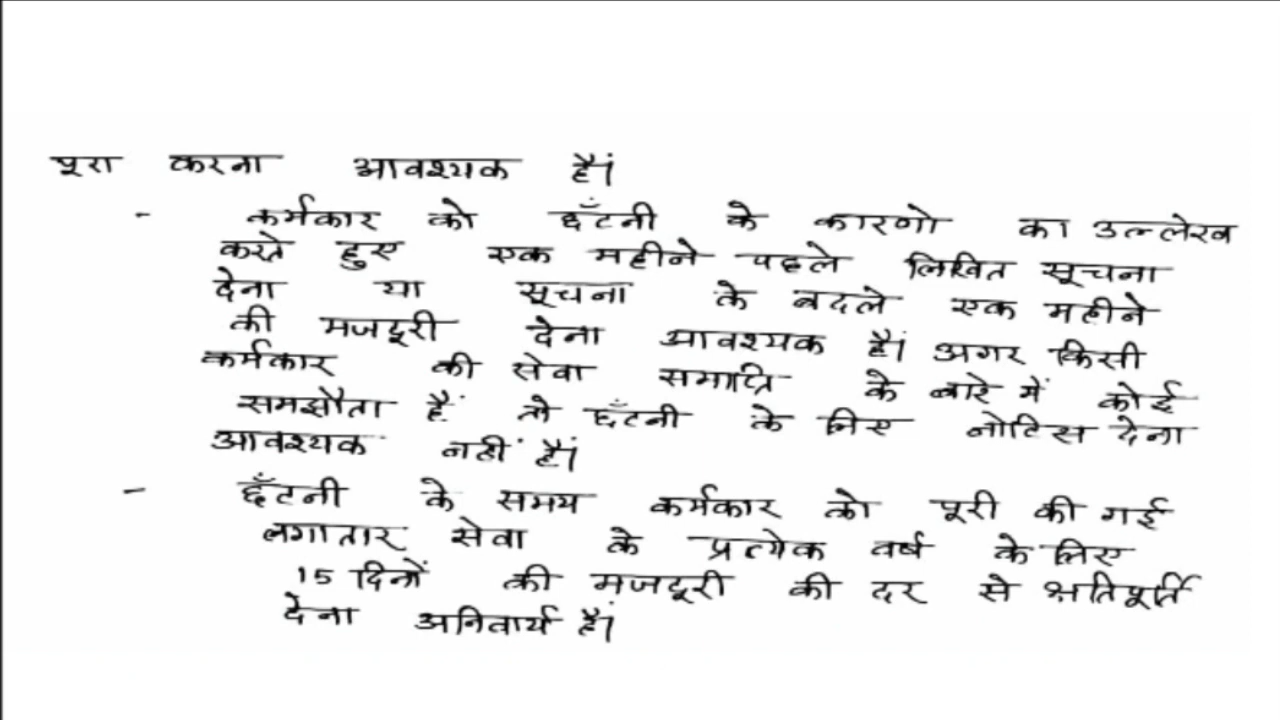 पूरा करना आवश्यक हैं।
- कर्मकार को छँटनी के कारणो का उल्लेख
करते हुए एक महीने पहले लिखित सूचना
देना या सूचना के बदले एक महीने
की मजदूरी देना आवश्यक हैं। अगर किसी
कर्मकार की सेवा समाप्ति के बारे में कोई
समझौता हैं तो छँटनी के लिए नोटिस देना
आवश्यक नहीं हैं।
- छँटनी के समय कर्मकार को पूरी की गई
लगातार सेवा के प्रत्येक वर्ष के लिए
15 दिनों की मजदूरी की दर से क्षतिपूर्ति
देना अनिवार्य हैं।